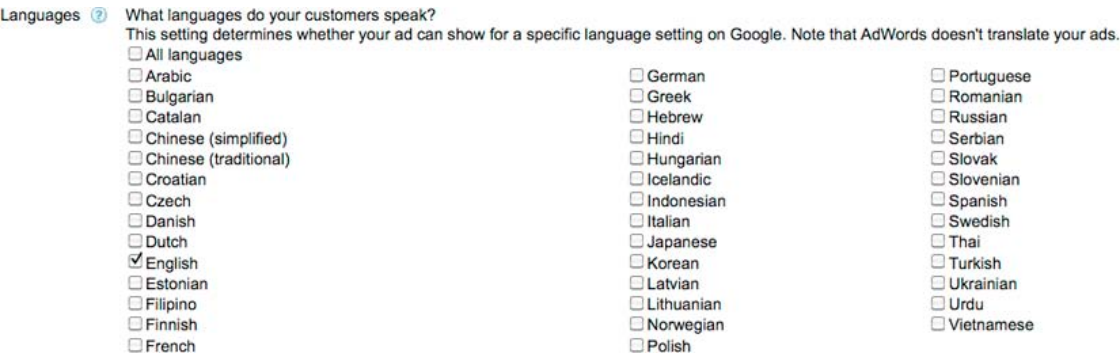 Languages ? What languages do your customers speak?
This setting determines whether your ad can show for a specific language setting on Google. Note that AdWords doesn't translate your ads.
All languages
Arabic
Bulgarian
Catalan
Chinese (simplified)
Chinese (traditional)
Croatian
Czech
Danish
Dutch
English
Estonian
Filipino
Finnish
French
German
Greek
Hebrew
Hindi
Hungarian
Icelandic
Indonesian
Italian
Japanese
Korean
Latvian
Lithuanian
Norwegian
Polish
Portuguese
Romanian
Russian
Serbian
Slovak
Slovenian
Spanish
Swedish
Thai
Turkish
Ukrainian
Urdu
Vietnamese